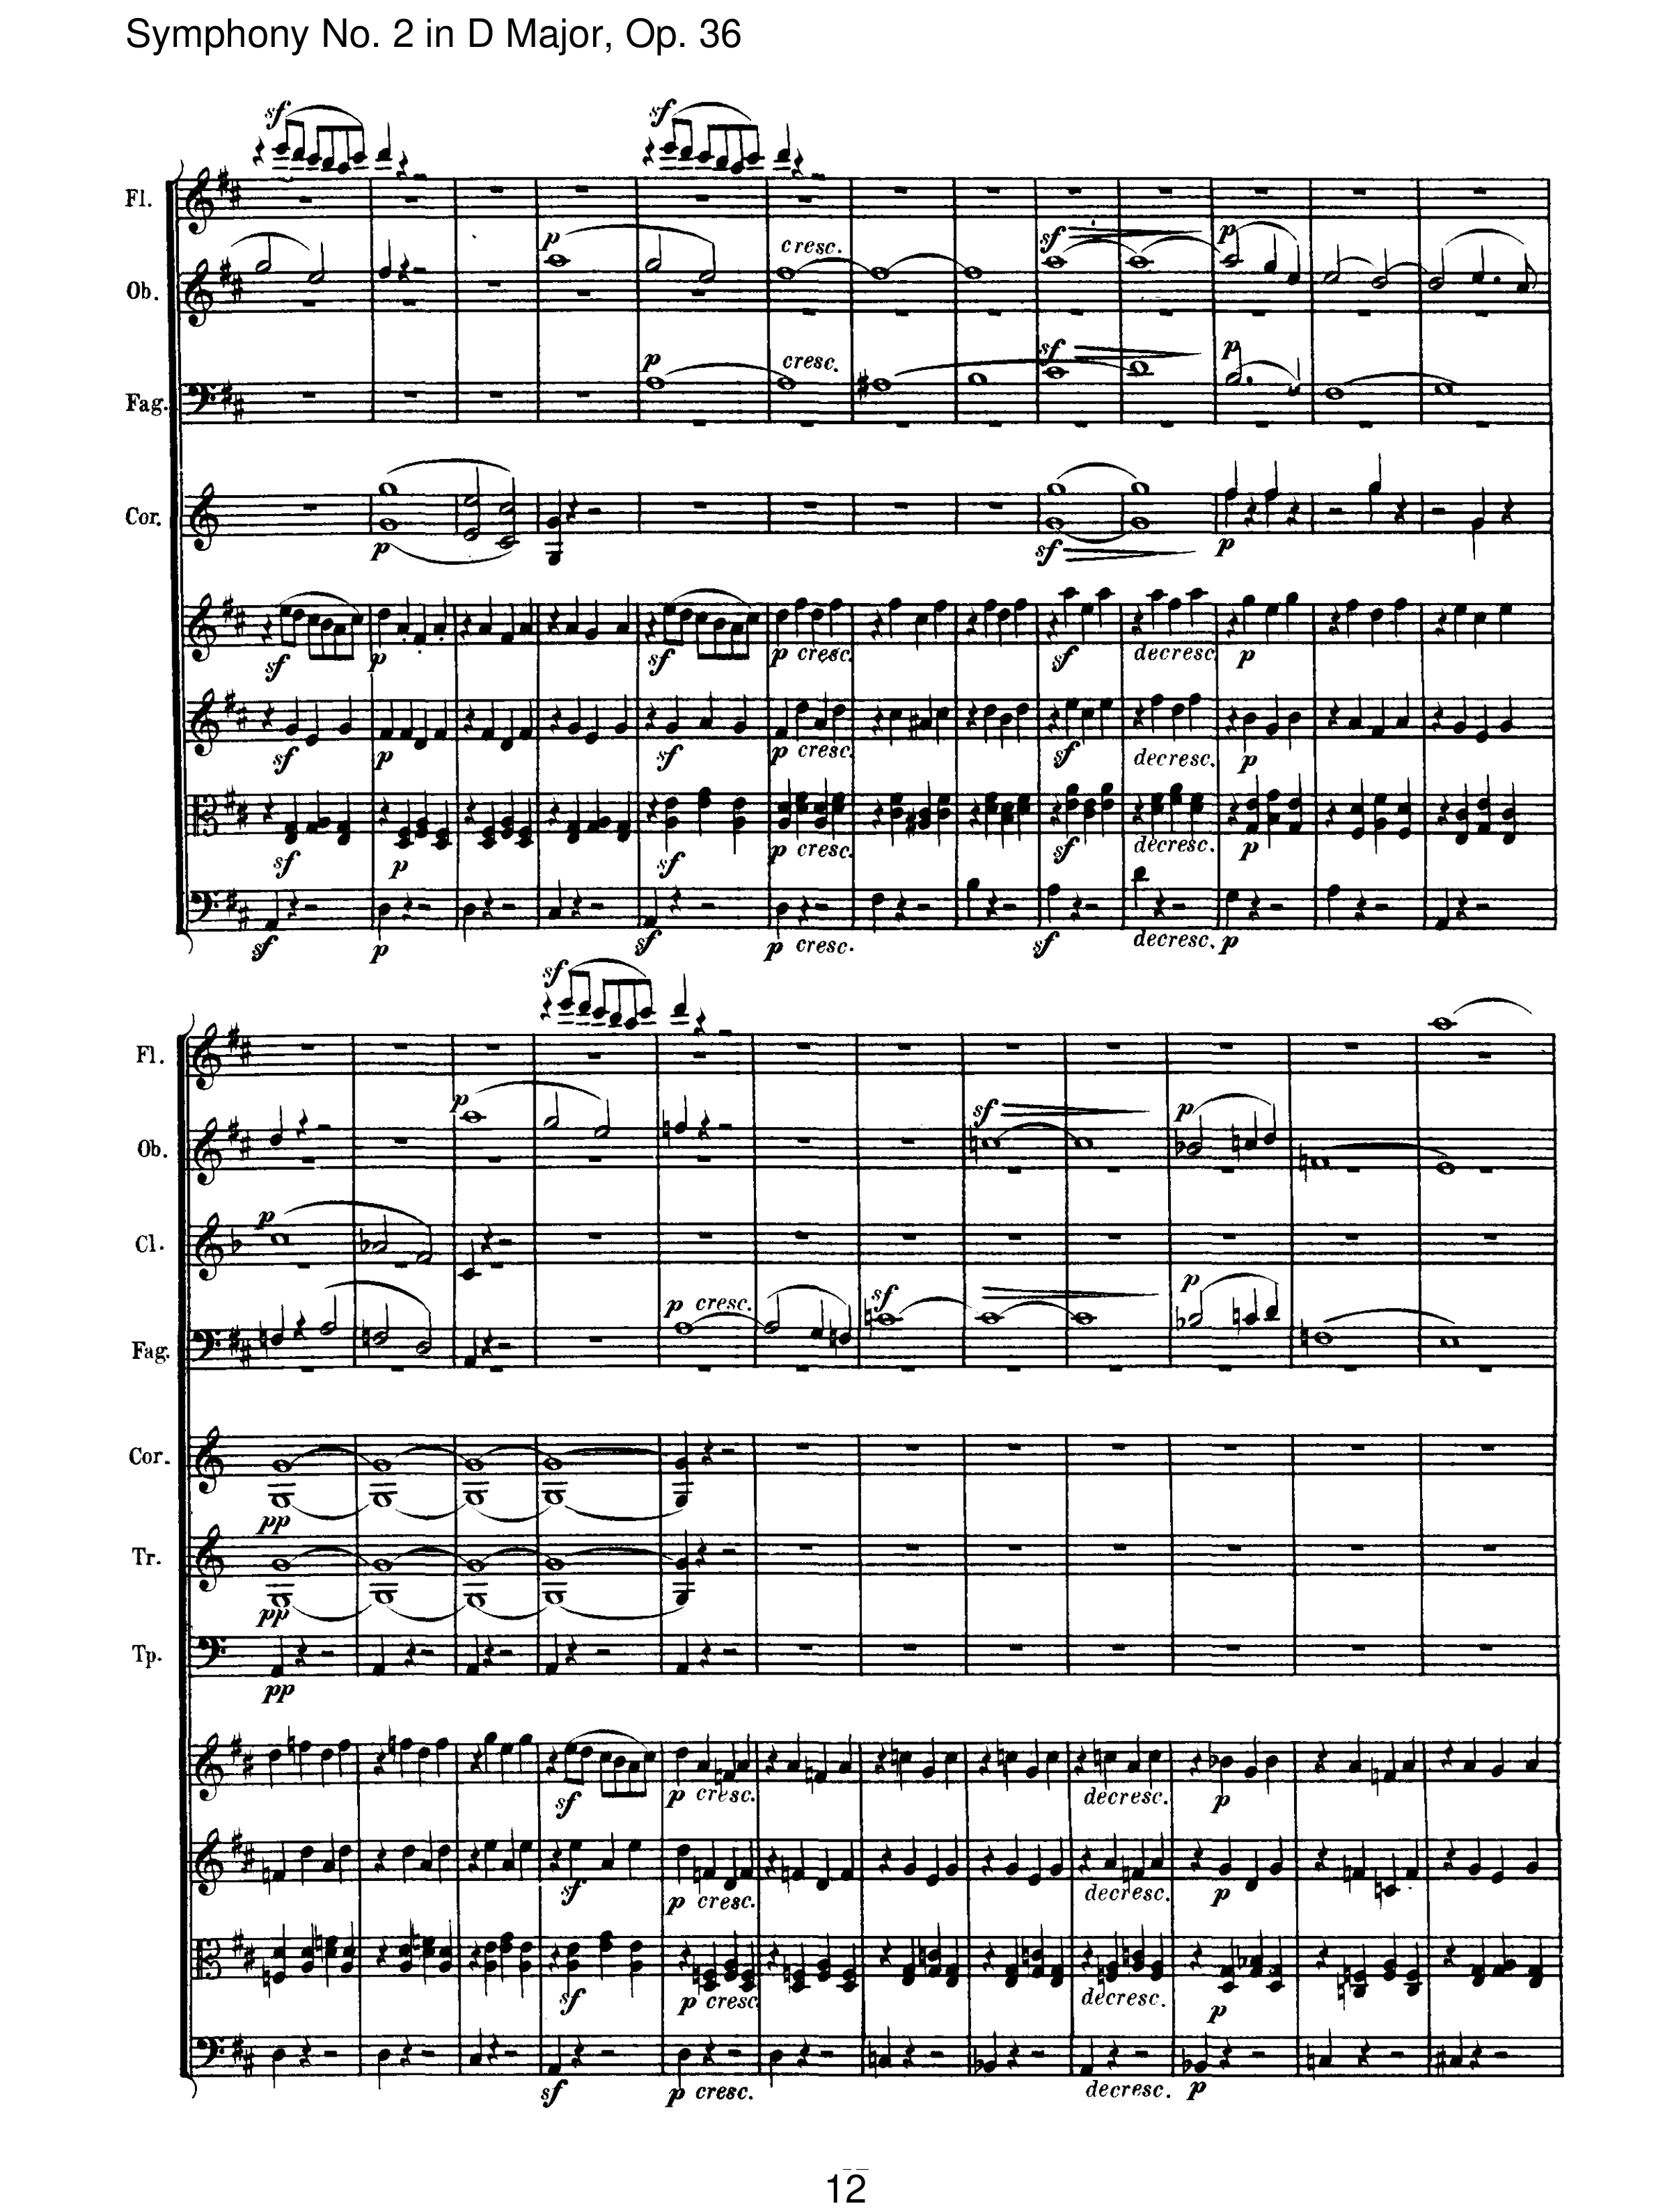 Symphony No. 2 in D Major, Op. 36
sf sf
Fl.
p cresc. sf p
Ob.
p cresc. sf p
Fag.
Cor.
p sf p
sf p sf p cresc. sf decresc. p
sf p sf p cresc. sf decresc. p
sf p sf p cresc. sf decresc. p
sf p sf p cresc. sf decresc. p
sf
Fl.
p sf p
Ob.
p
Cl.
p cresc. sf p
Fag.
Cor.
pp
Tr.
pp
Tp.
pp
sf p cresc. decresc. p
sf p cresc. decresc. p
sf p cresc. decresc. p
sf p cresc. decresc. p
12